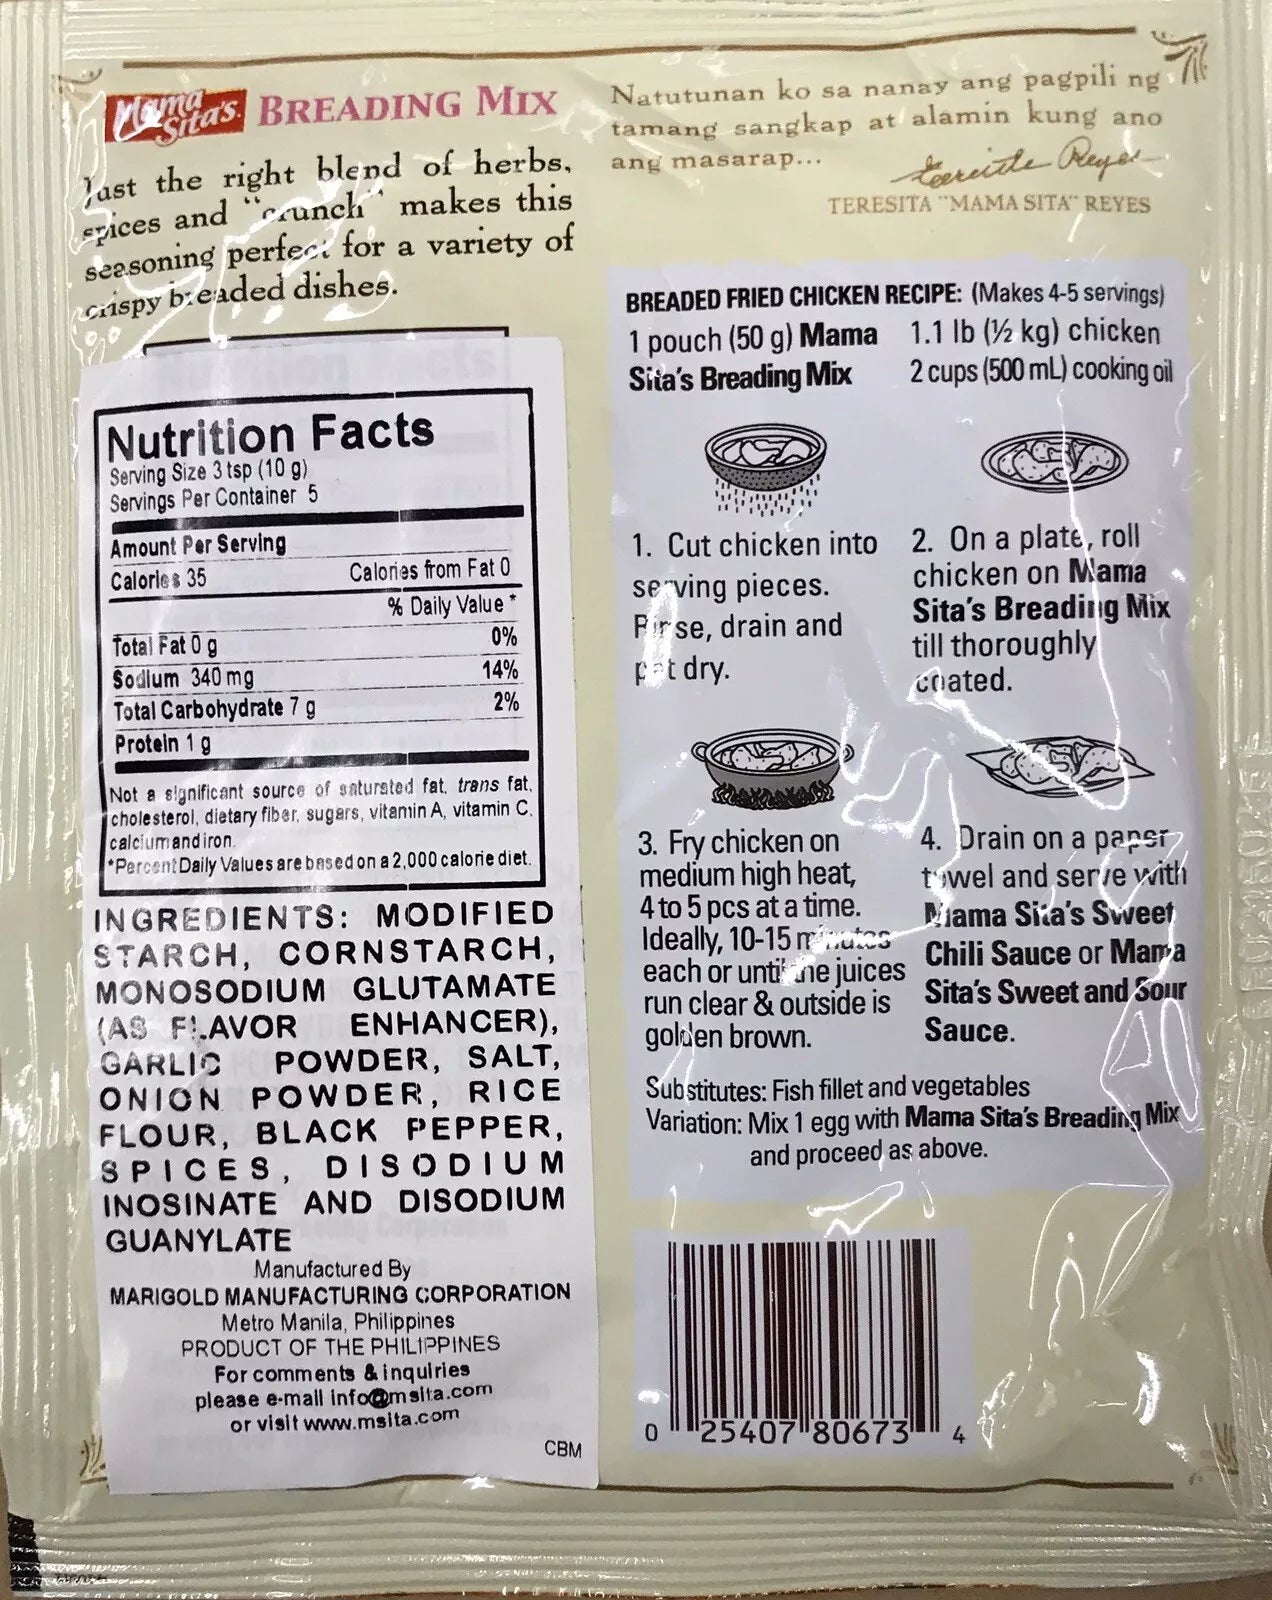 Mama Sita's. BREADING MIX
Just the right blend of herbs,
spices and "crunch" makes this
seasoning perfect for a variety of
crispy breaded dishes.
Natutunan ko sa nanay ang pagpili ng
tamang sangkap at alamin kung ano
ang masarap...
Teresita Reyes
TERESITA "MAMA SITA" REYES
Nutrition Facts
Serving Size 3 tsp (10 g)
Servings Per Container 5
Amount Per Serving
Calories 35 Calories from Fat 0
% Daily Value *
Total Fat 0 g 0%
Sodium 340 mg 14%
Total Carbohydrate 7 g 2%
Protein 1 g
Not a significant source of saturated fat, trans fat,
cholesterol, dietary fiber, sugars, vitamin A, vitamin C,
calcium and iron.
*Percent Daily Values are based on a 2,000 calorie diet.
INGREDIENTS: MODIFIED
STARCH, CORNSTARCH,
MONOSODIUM GLUTAMATE
(AS FLAVOR ENHANCER),
GARLIC POWDER, SALT,
ONION POWDER, RICE
FLOUR, BLACK PEPPER,
SPICES, DISODIUM
INOSINATE AND DISODIUM
GUANYLATE
Manufactured By
MARIGOLD MANUFACTURING CORPORATION
Metro Manila, Philippines
PRODUCT OF THE PHILIPPINES
For comments & inquiries
please e-mail info@msita.com
or visit www.msita.com
CBM
BREADED FRIED CHICKEN RECIPE: (Makes 4-5 servings)
1 pouch (50 g) Mama
Sita's Breading Mix
1.1 lb (½ kg) chicken
2 cups (500 mL) cooking oil
1. Cut chicken into
serving pieces.
Rinse, drain and
pat dry.
2. On a plate, roll
chicken on Mama
Sita's Breading Mix
till thoroughly
coated.
3. Fry chicken on
medium high heat,
4 to 5 pcs at a time.
Ideally, 10-15 minutes
each or until the juices
run clear & outside is
golden brown.
4. Drain on a paper
towel and serve with
Mama Sita's Sweet
Chili Sauce or Mama
Sita's Sweet and Sour
Sauce.
Substitutes: Fish fillet and vegetables
Variation: Mix 1 egg with Mama Sita's Breading Mix
and proceed as above.
0 25407 80673 4